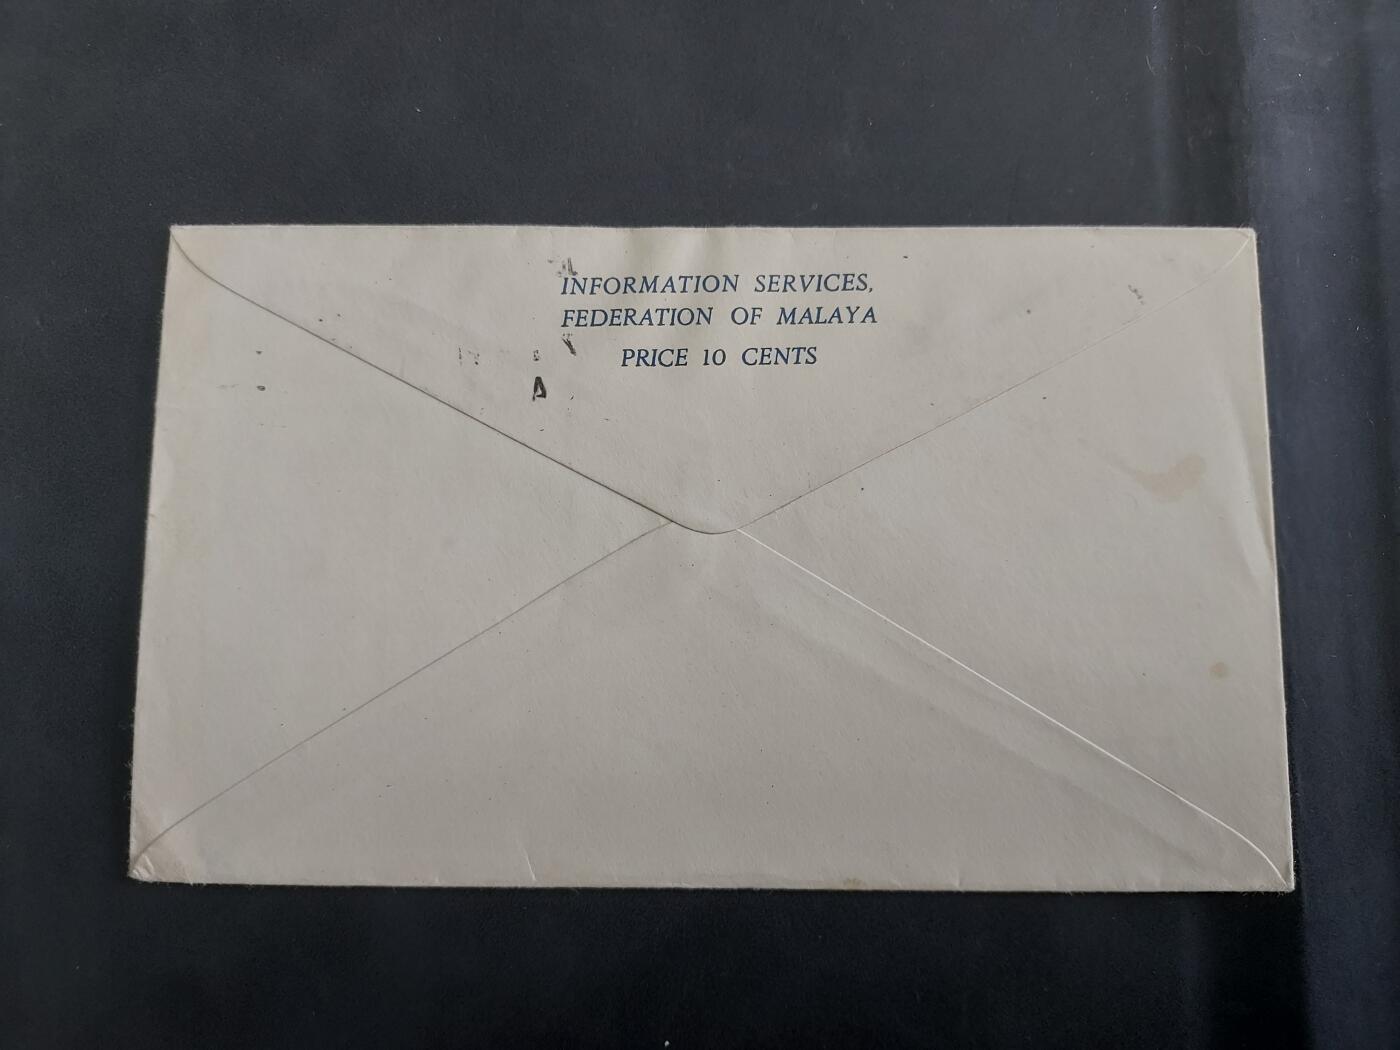 INFORMATION SERVICES,
FEDERATION OF MALAYA
PRICE 10 CENTS